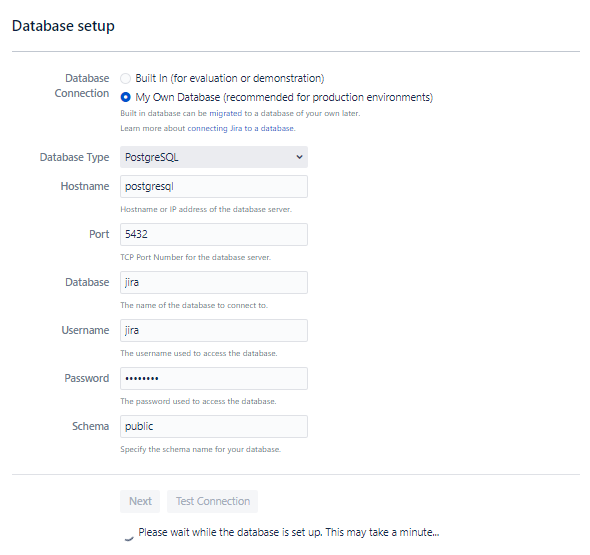 Database setup
Database Connection
Built In (for evaluation or demonstration)
My Own Database (recommended for production environments)
Built in database can be migrated to a database of your own later.
Learn more about connecting Jira to a database.
Database Type PostgreSQL
Hostname postgresql
Hostname or IP address of the database server.
Port 5432
TCP Port Number for the database server.
Database jira
The name of the database to connect to.
Username jira
The username used to access the database.
Password ••••••••
The password used to access the database.
Schema public
Specify the schema name for your database.
Next Test Connection
Please wait while the database is set up. This may take a minute...